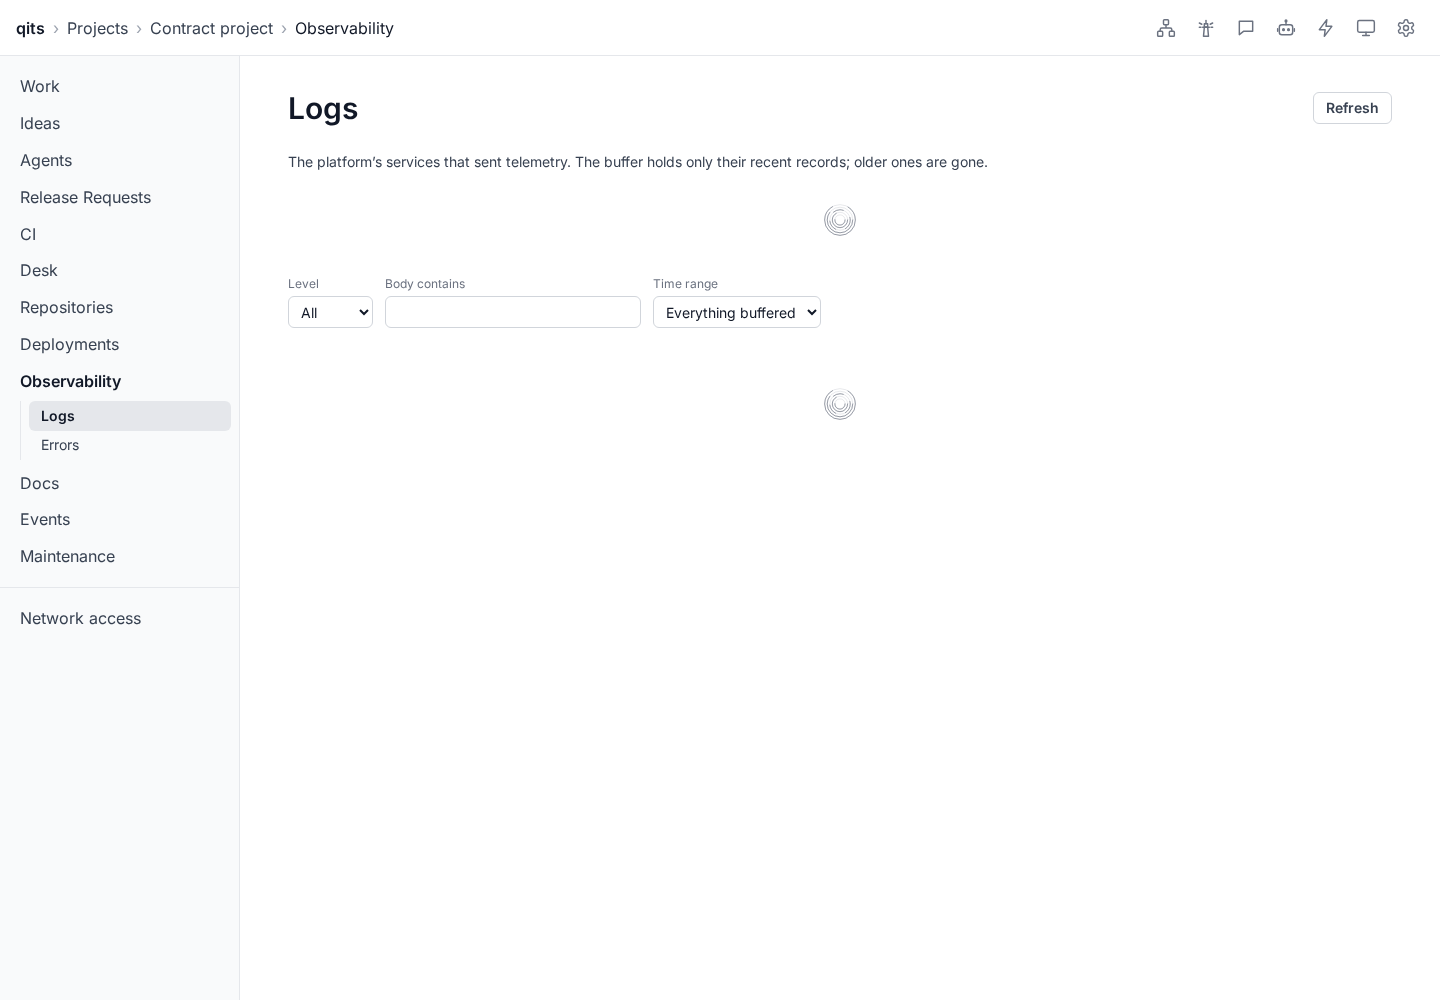 qits › Projects › Contract project › Observability
Work
Ideas
Agents
Release Requests
CI
Desk
Repositories
Deployments
Observability
Logs
Errors
Docs
Events
Maintenance
Network access
Logs
Refresh
The platform’s services that sent telemetry. The buffer holds only their recent records; older ones are gone.
Level Body contains Time range
All Everything buffered